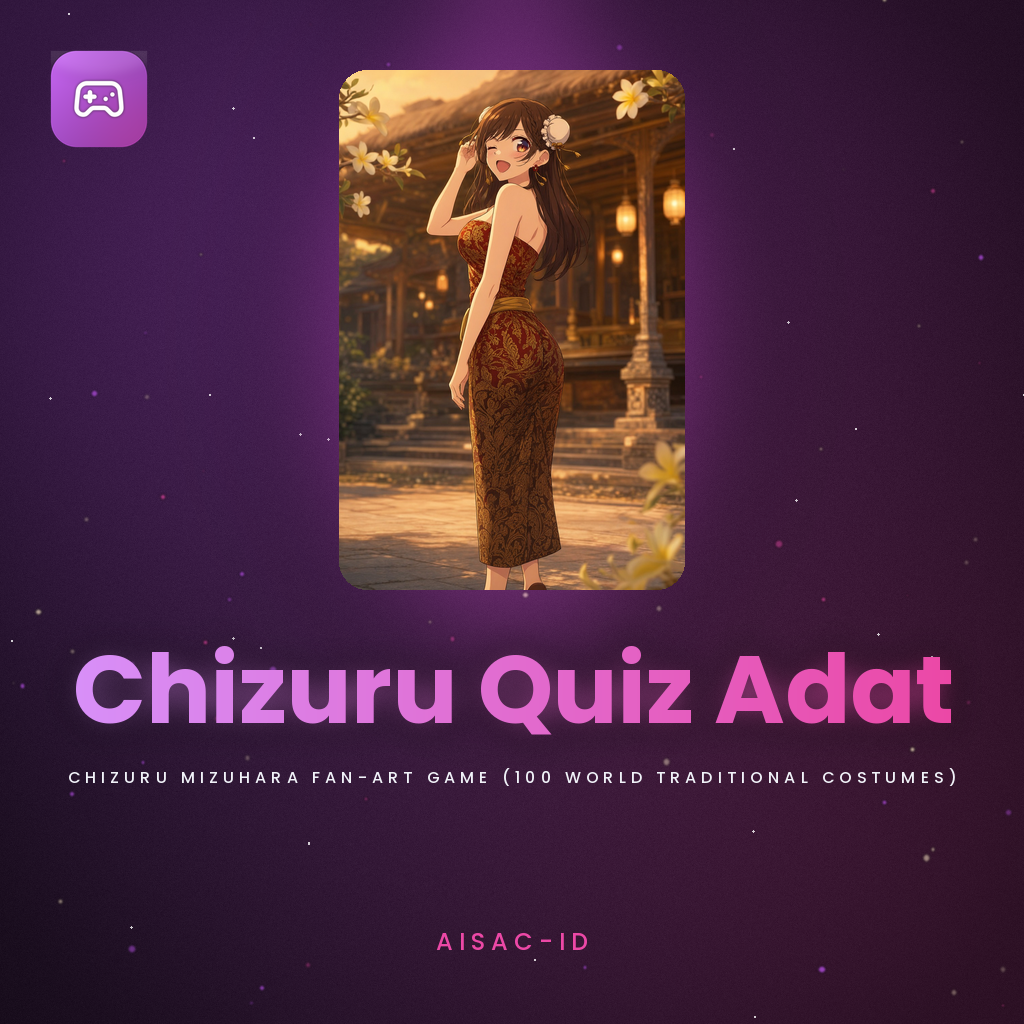 Chizuru Quiz Adat
CHIZURU MIZUHARA FAN-ART GAME (100 WORLD TRADITIONAL COSTUMES)
AISAC-ID